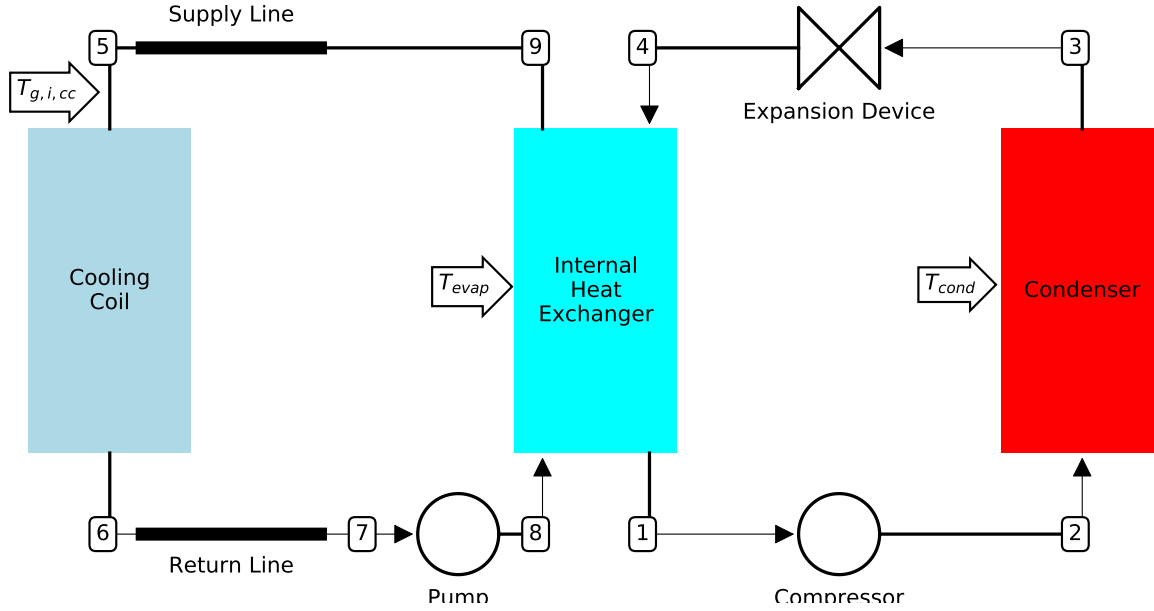 Supply Line
5
9
4
3
T_{g,i,cc}
Expansion Device
Cooling
Coil
Internal
Heat
Exchanger
T_{evap}
T_{cond}
Condenser
6
7
8
1
2
Return Line
Pump
Compressor